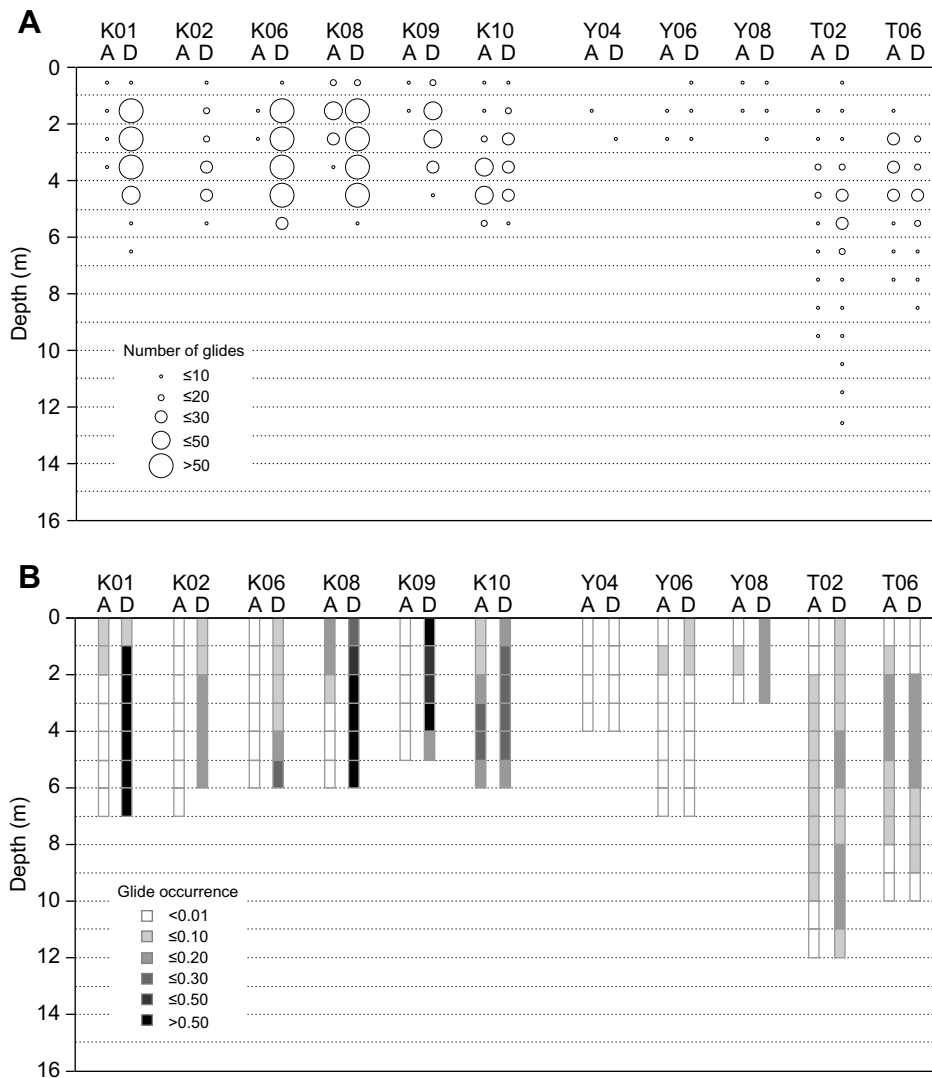 A
K01 K02 K06 K08 K09 K10 Y04 Y06 Y08 T02 T06
A D A D A D A D A D A D A D A D A D A D A D
0
2
4
6
8
10
12
14
16
Depth (m)
Number of glides
≤10
≤20
≤30
≤50
>50
B
K01 K02 K06 K08 K09 K10 Y04 Y06 Y08 T02 T06
A D A D A D A D A D A D A D A D A D A D A D
0
2
4
6
8
10
12
14
16
Depth (m)
Glide occurrence
<0.01
≤0.10
≤0.20
≤0.30
≤0.50
>0.50